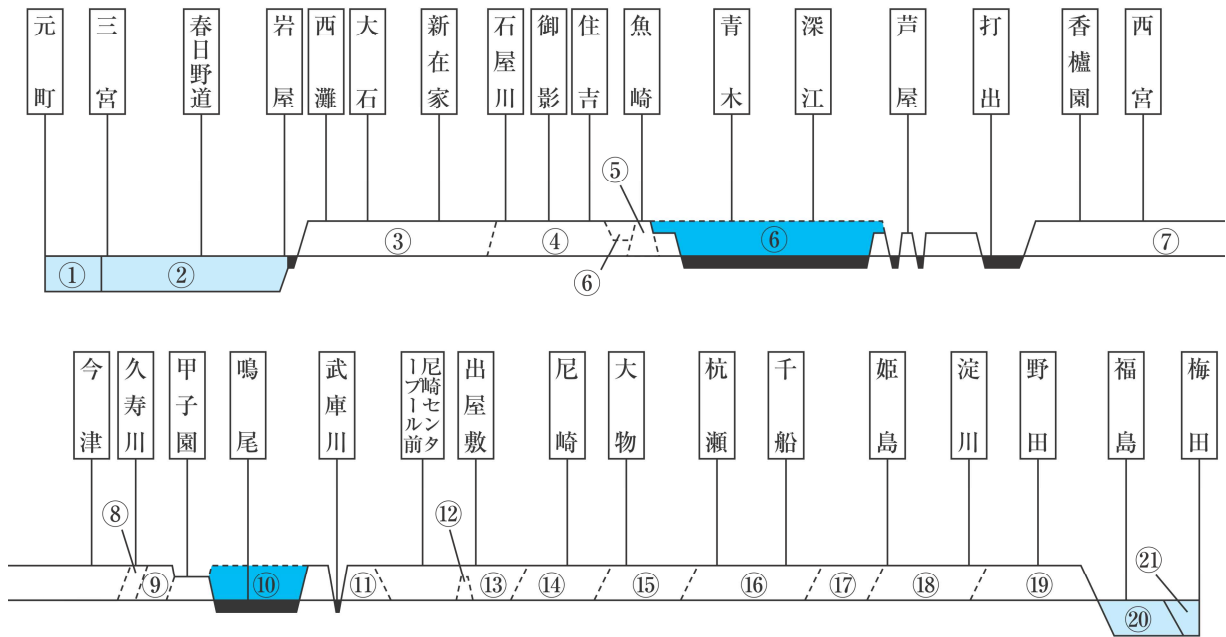 元町
三宮
春日野道
岩屋
西灘
大石
新在家
石屋川
御影
住吉
魚崎
青木
深江
芦屋
打出
香櫨園
西宮
⑤
③
④
⑥
⑦
①
②
⑥
今津
久寿川
甲子園
鳴尾
武庫川
尼崎センタ
ープール前
出屋敷
尼崎
大物
杭瀬
千船
姫島
淀川
野田
福島
梅田
⑧
⑫
㉑
⑨
⑩
⑪
⑬
⑭
⑮
⑯
⑰
⑱
⑲
⑳